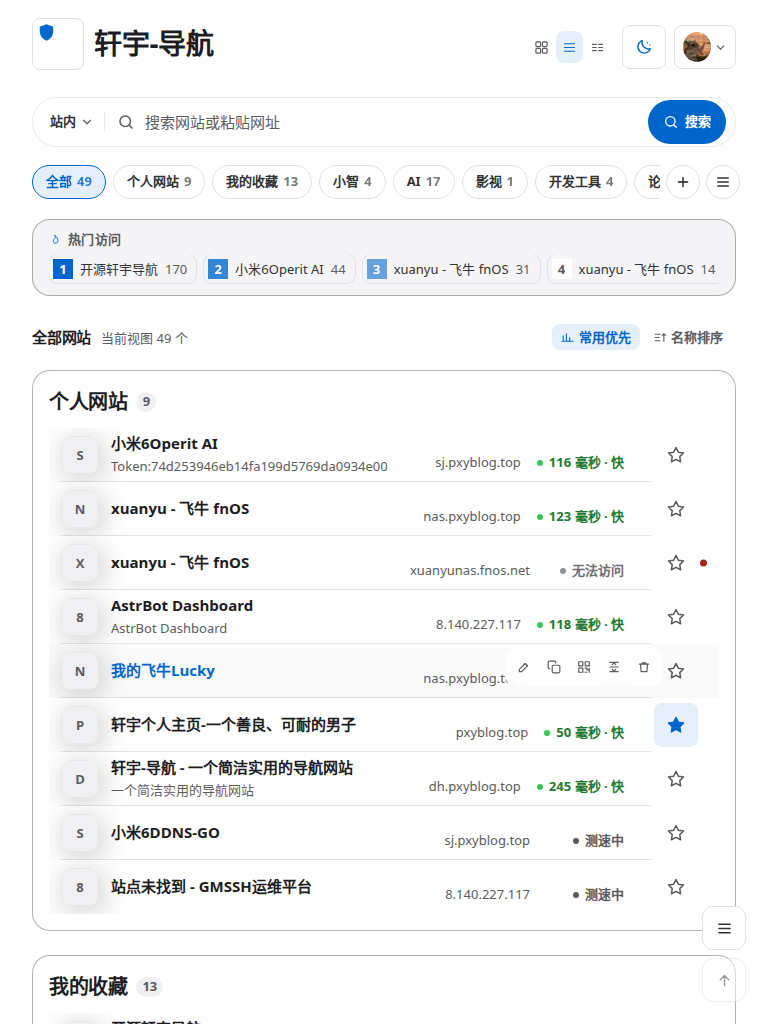 轩宇-导航
站内 搜索网站或粘贴网址 搜索
全部 49 个人网站 9 我的收藏 13 小智 4 AI 17 影视 1 开发工具 4 论
热门访问
1 开源轩宇导航 170 2 小米6Operit AI 44 3 xuanyu - 飞牛 fnOS 31 4 xuanyu - 飞牛 fnOS 14
全部网站 当前视图 49 个 常用优先 名称排序
个人网站 9
S 小米6Operit AI
Token:74d253946eb14fa199d5769da0934e00 sj.pxyblog.top 116 毫秒 · 快
N xuanyu - 飞牛 fnOS nas.pxyblog.top 123 毫秒 · 快
X xuanyu - 飞牛 fnOS xuanyunas.fnos.net 无法访问
8 AstrBot Dashboard
AstrBot Dashboard 8.140.227.117 118 毫秒 · 快
N 我的飞牛Lucky nas.pxyblog.t
P 轩宇个人主页-一个善良、可耐的男子 pxyblog.top 50 毫秒 · 快
D 轩宇-导航 - 一个简洁实用的导航网站
一个简洁实用的导航网站 dh.pxyblog.top 245 毫秒 · 快
S 小米6DDNS-GO sj.pxyblog.top 测速中
8 站点未找到 - GMSSH运维平台 8.140.227.117 测速中
我的收藏 13